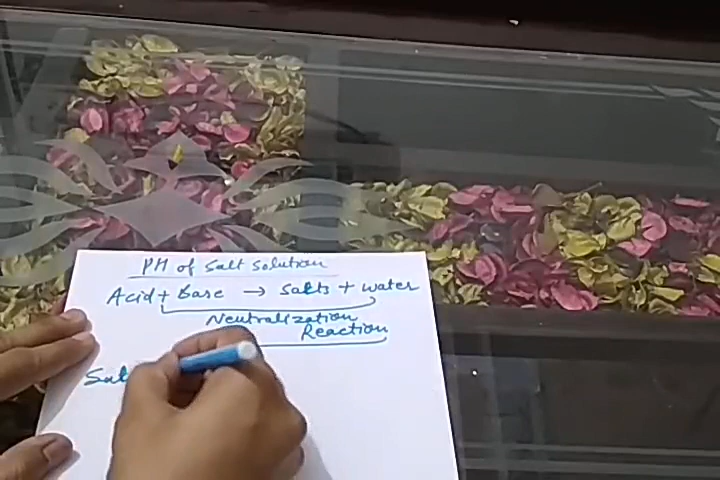 PH of salt solution
Acid + Base → salts + water
Neutralization
Reaction